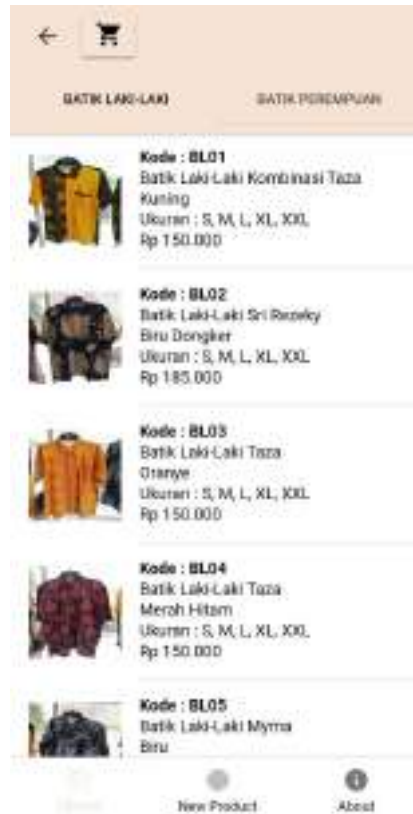 BATIK LAKI-LAKI
BATIK PEREMPUAN
Kode : BL01
Batik Laki-Laki Kombinasi Taza
Kuning
Ukuran : S, M, L, XL, XXL
Rp 150.000
Kode : BL02
Batik Laki-Laki Sri Rezeky
Biru Dongker
Ukuran : S, M, L, XL, XXL
Rp 185.000
Kode : BL03
Batik Laki-Laki Taza
Oranye
Ukuran : S, M, L, XL, XXL
Rp 150.000
Kode : BL04
Batik Laki-Laki Taza
Merah Hitam
Ukuran : S, M, L, XL, XXL
Rp 150.000
Kode : BL05
Batik Laki-Laki Myrna
Biru
New Product
About